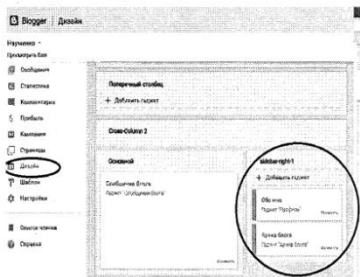 Blogger Дизайн
Научинка
Просмотреть блог
Сообщения
Статистика
Комментарии
$ Прибыль
Кампании
Страницы
Дизайн
Шаблон
Настройки
Список чтения
Справка
Поперечный столбец
+ Добавить гаджет
Cross-Column 2
Основной
Сообщения блога
Гаджет "Сообщения блога"
Изменить
sidebar-right-1
+ Добавить гаджет
Обо мне
Гаджет "Профиль"
Изменить
Архив блога
Гаджет "Архив блога"
Изменить